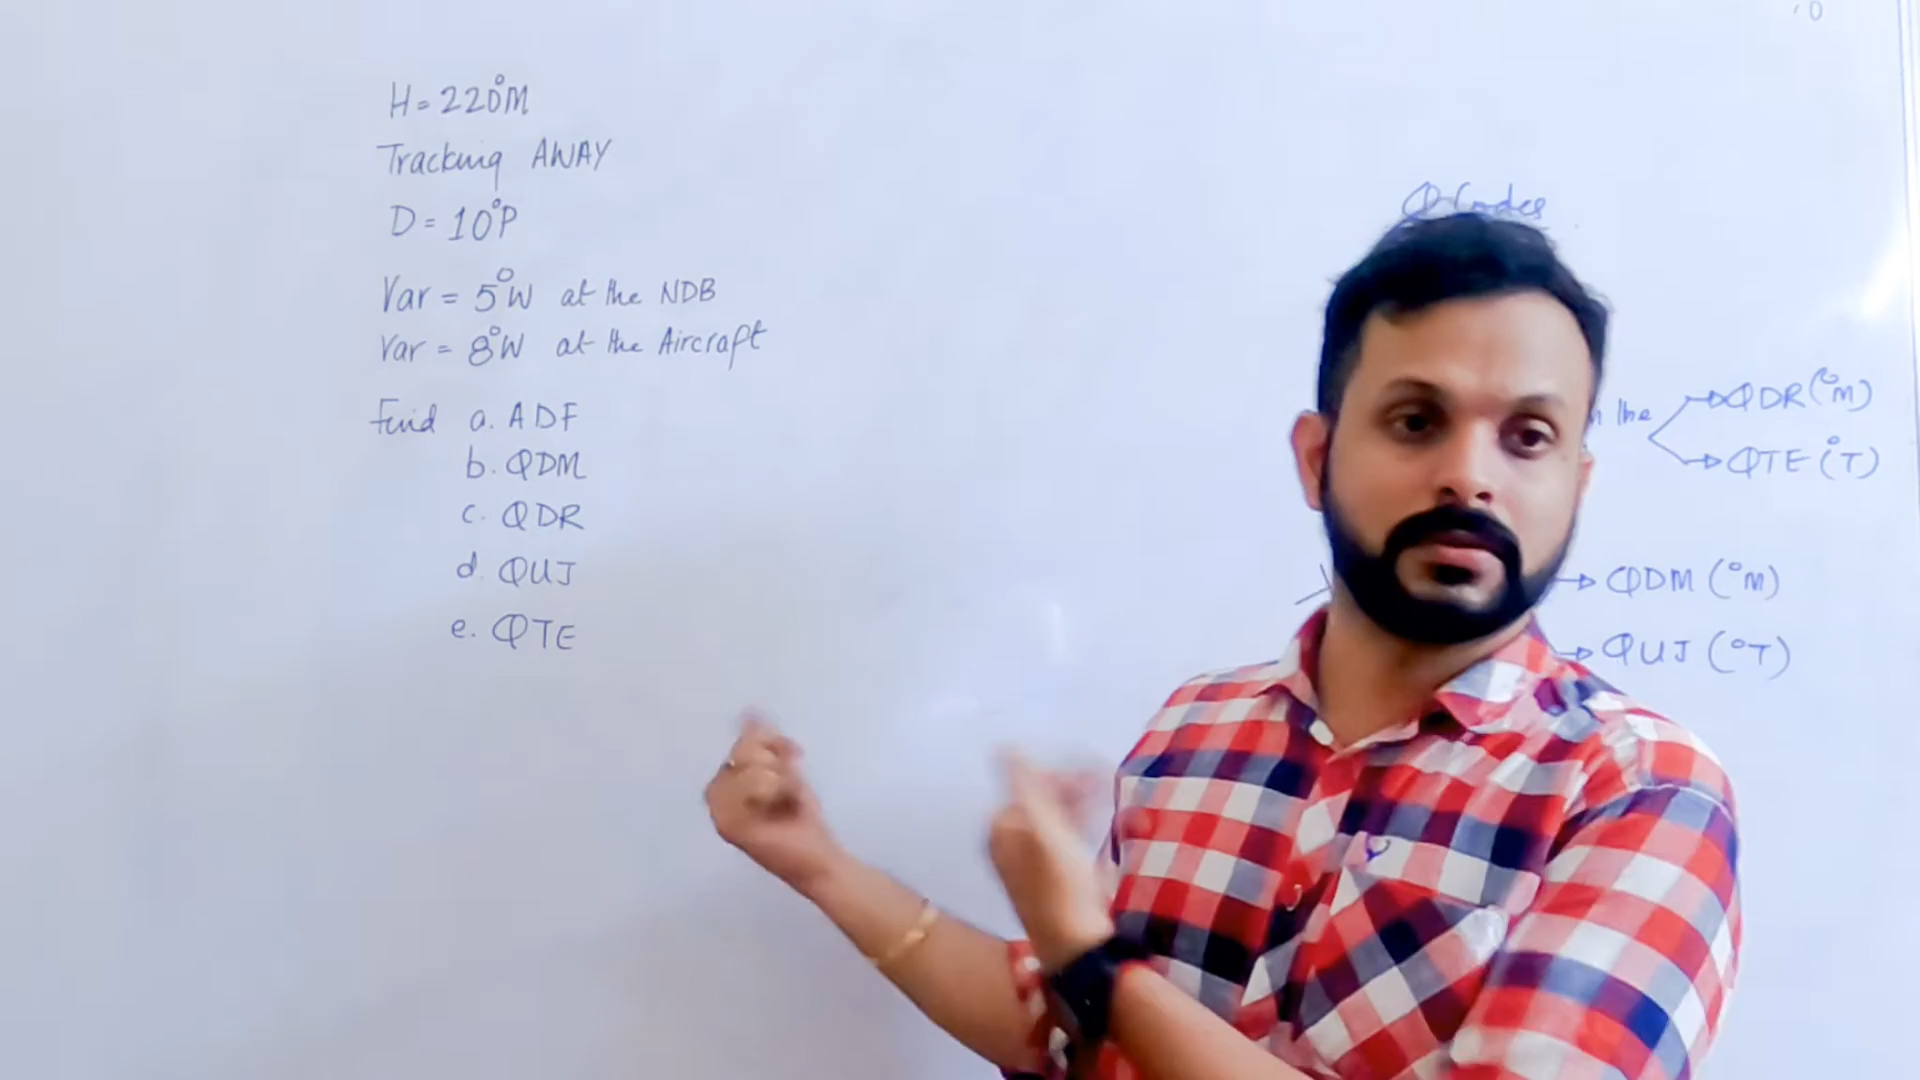 H = 220°M
Tracking AWAY
D = 10°P
Var = 5°W at the NDB
Var = 8°W at the Aircraft
Find a. ADF
b. QDM
c. QDR
d. QUJ
e. QTE
Q Codes
the
QDR (°M)
QTE (°T)
QDM (°M)
QUJ (°T)